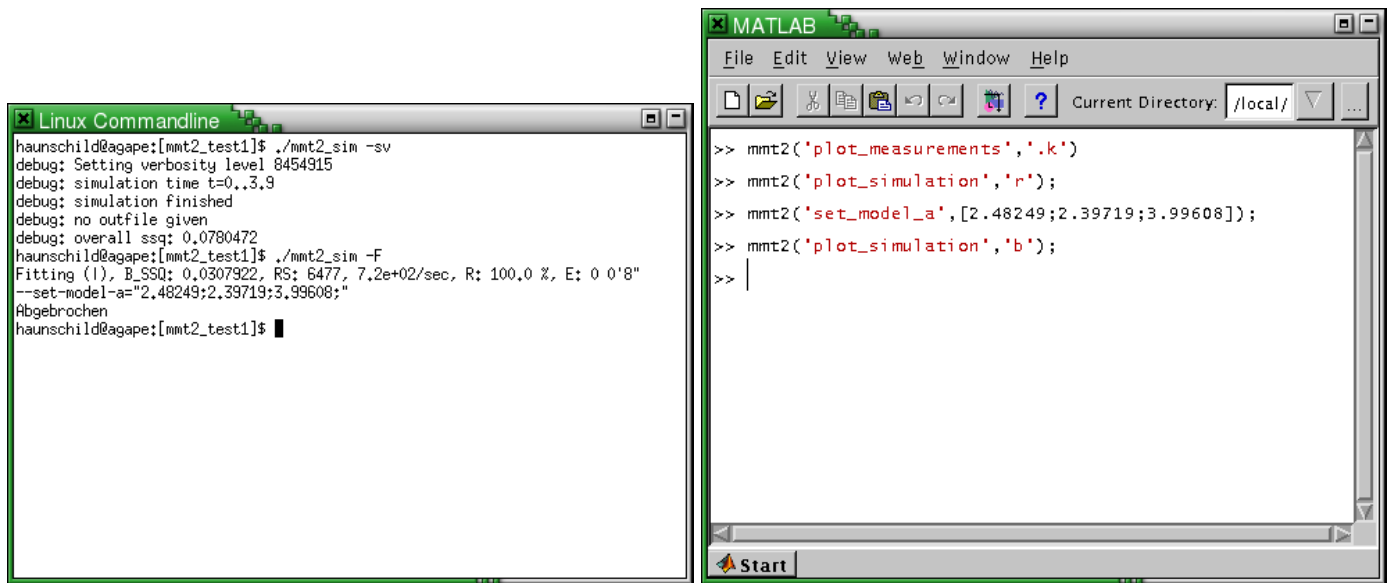 Linux Commandline
haunschild@agape:[mmt2_test1]$ ./mmt2_sim -sv
debug: Setting verbosity level 8454915
debug: simulation time t=0..3.9
debug: simulation finished
debug: no outfile given
debug: overall ssq: 0.0780472
haunschild@agape:[mmt2_test1]$ ./mmt2_sim -F
Fitting (|), B_SSQ: 0.0307922, RS: 6477, 7.2e+02/sec, R: 100.0 %, E: 0 0'8"
--set-model-a="2.48249;2.39719;3.99608;"
Abgebrochen
haunschild@agape:[mmt2_test1]$
MATLAB
File Edit View Web Window Help
? Current Directory: /local/ ...
>> mmt2('plot_measurements','.k')
>> mmt2('plot_simulation','r');
>> mmt2('set_model_a',[2.48249;2.39719;3.99608]);
>> mmt2('plot_simulation','b');
>>
Start